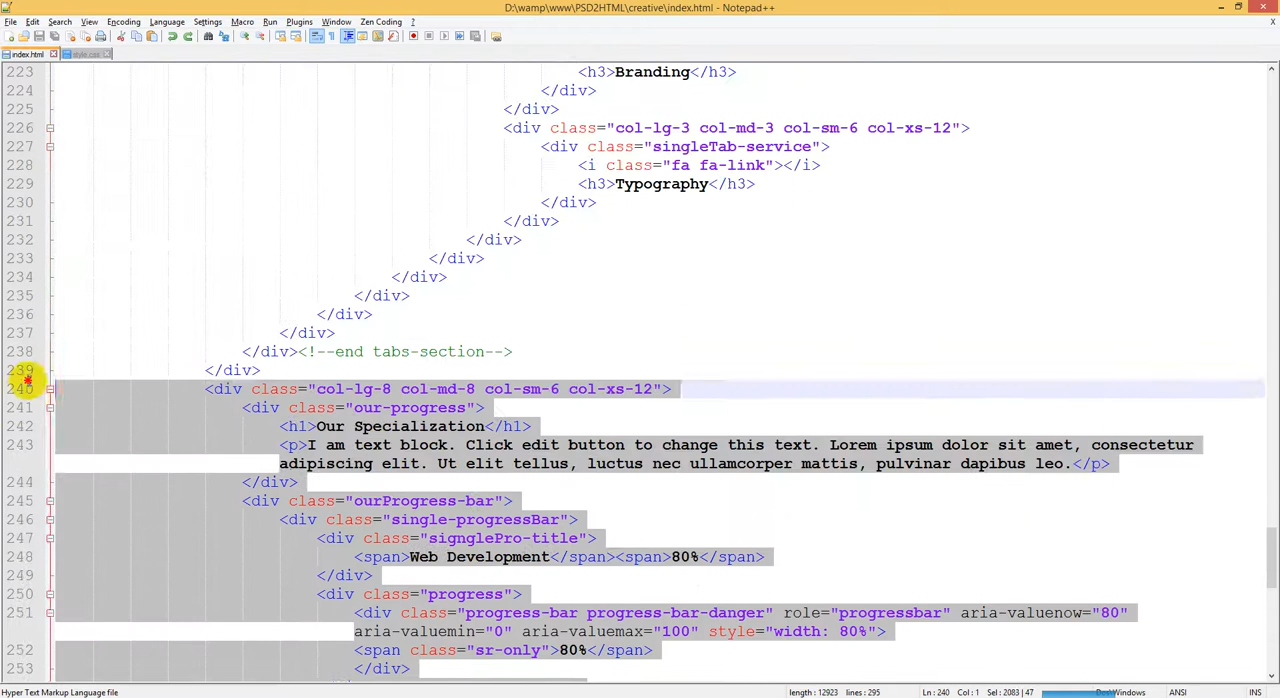 D:\wamp\www\PSD2HTML\creative\index.html - Notepad++
File Edit Search View Encoding Language Settings Macro Run Plugins Window Zen Coding ?
index.html style.css
223 <h3>Branding</h3>
224 </div>
225 </div>
226 <div class="col-lg-3 col-md-3 col-sm-6 col-xs-12">
227 <div class="singleTab-service">
228 <i class="fa fa-link"></i>
229 <h3>Typography</h3>
230 </div>
231 </div>
232 </div>
233 </div>
234 </div>
235 </div>
236 </div>
237 </div>
238 </div><!--end tabs-section-->
239 </div>
240 <div class="col-lg-8 col-md-8 col-sm-6 col-xs-12">
241 <div class="our-progress">
242 <h1>Our Specialization</h1>
243 <p>I am text block. Click edit button to change this text. Lorem ipsum dolor sit amet, consectetur
adipiscing elit. Ut elit tellus, luctus nec ullamcorper mattis, pulvinar dapibus leo.</p>
244 </div>
245 <div class="ourProgress-bar">
246 <div class="single-progressBar">
247 <div class="signglePro-title">
248 <span>Web Development</span><span>80%</span>
249 </div>
250 <div class="progress">
251 <div class="progress-bar progress-bar-danger" role="progressbar" aria-valuenow="80"
aria-valuemin="0" aria-valuemax="100" style="width: 80%">
252 <span class="sr-only">80%</span>
253 </div>
Hyper Text Markup Language file length : 12923 lines : 295 Ln : 240 Col : 1 Sel : 2083 | 47 Dos\Windows ANSI INS